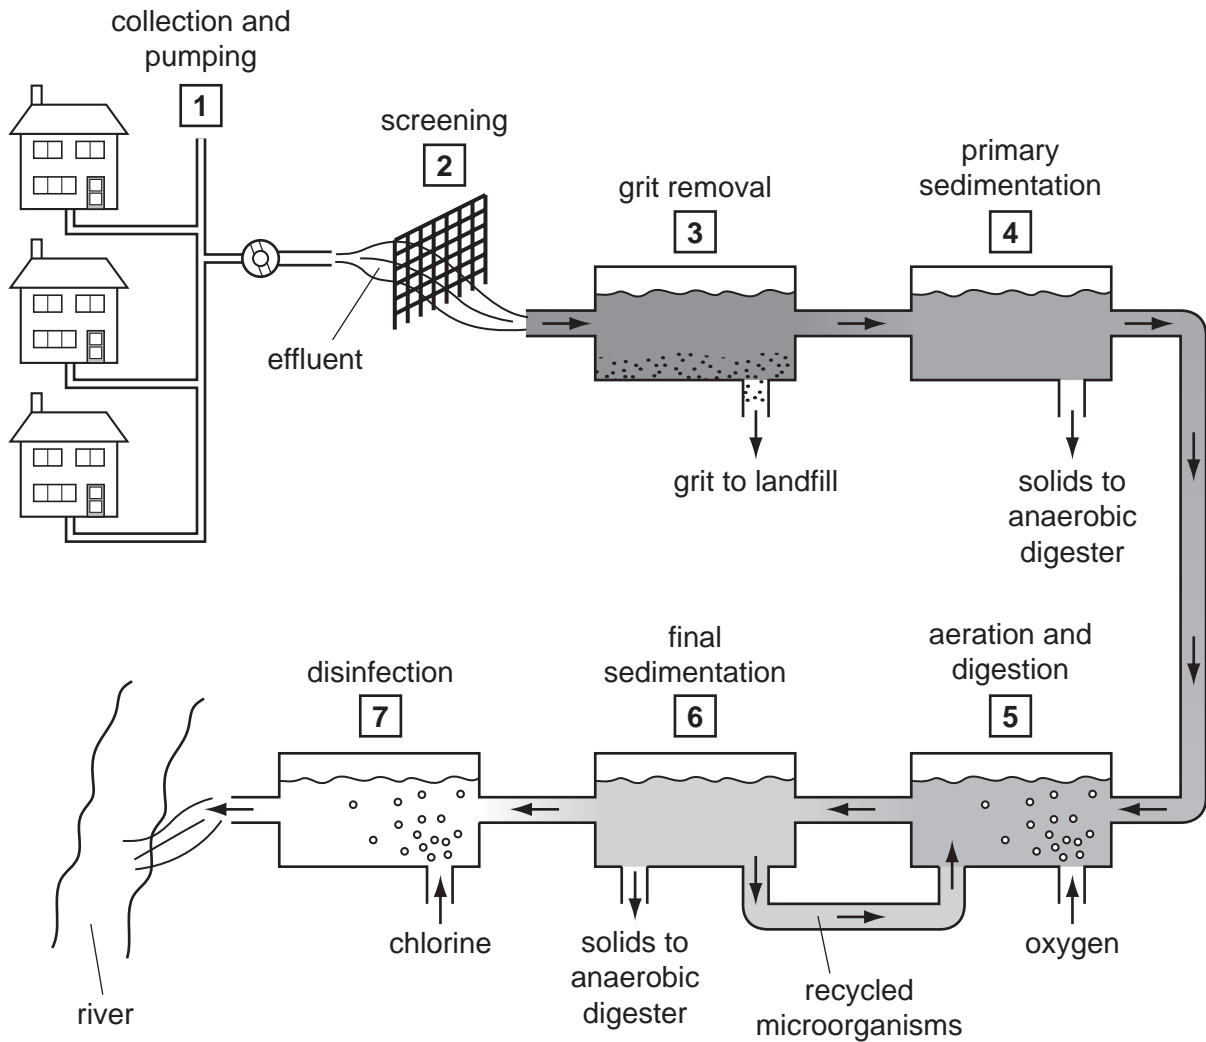 collection and
pumping
1
screening
2
effluent
grit removal
3
grit to landfill
primary
sedimentation
4
solids to
anaerobic
digester
aeration and
digestion
5
oxygen
final
sedimentation
6
solids to
anaerobic
digester
recycled
microorganisms
disinfection
7
chlorine
river